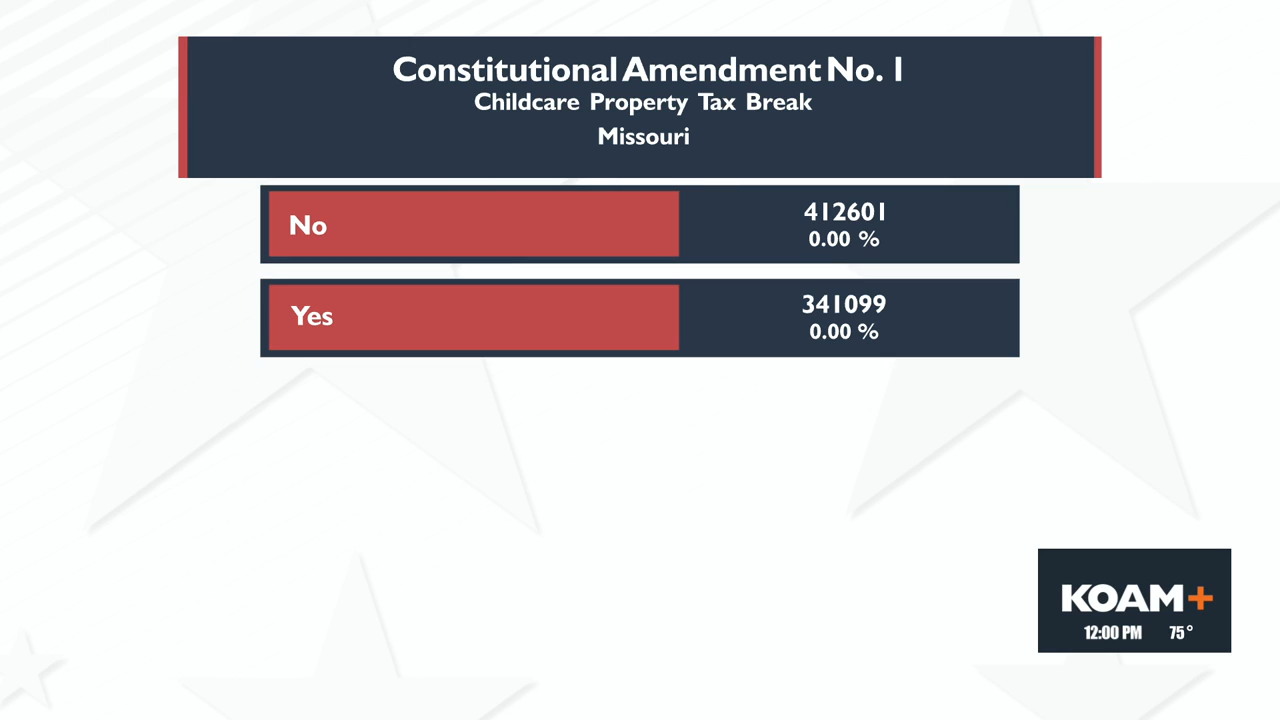 Constitutional Amendment No. 1
Childcare Property Tax Break
Missouri
No
412601
0.00 %
Yes
341099
0.00 %
KOAM+
12:00 PM 75°